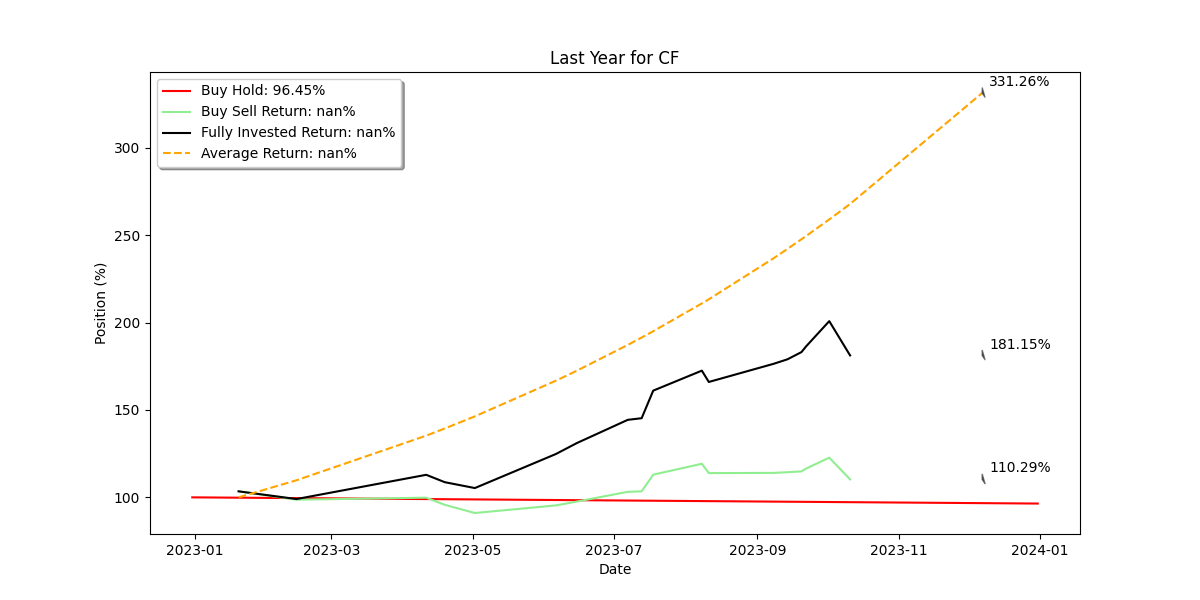 Last Year for CF
Buy Hold: 96.45%
Buy Sell Return: nan%
Fully Invested Return: nan%
Average Return: nan%
331.26%
181.15%
110.29%
Position (%)
300
250
200
150
100
2023-01
2023-03
2023-05
2023-07
2023-09
2023-11
2024-01
Date